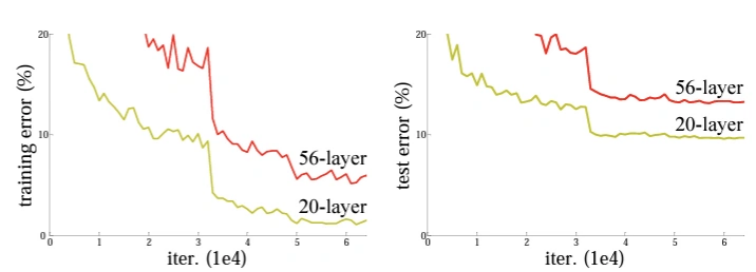 20
10
0
training error (%)
56-layer
20-layer
0 1 2 3 4 5 6
iter. (1e4)
20
10
0
test error (%)
56-layer
20-layer
0 1 2 3 4 5 6
iter. (1e4)